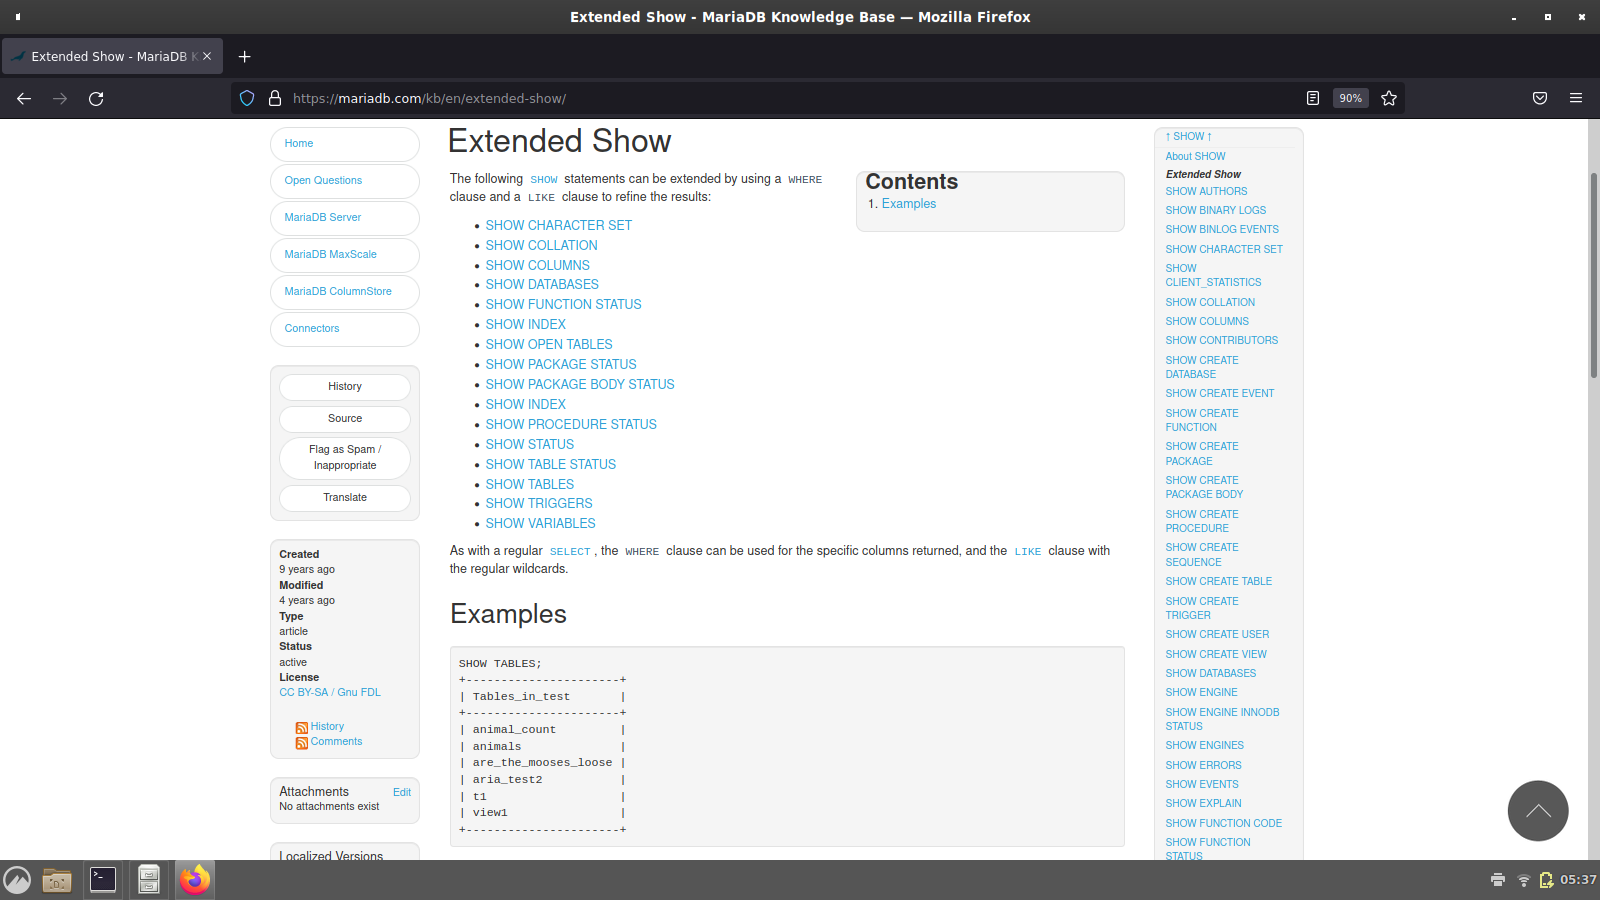 Extended Show - MariaDB Knowledge Base — Mozilla Firefox
Extended Show - MariaDB K
https://mariadb.com/kb/en/extended-show/
90%
Home
Open Questions
MariaDB Server
MariaDB MaxScale
MariaDB ColumnStore
Connectors
History
Source
Flag as Spam /
Inappropriate
Translate
Created
9 years ago
Modified
4 years ago
Type
article
Status
active
License
CC BY-SA / Gnu FDL
History
Comments
Attachments Edit
No attachments exist
Localized Versions
Extended Show
The following SHOW statements can be extended by using a WHERE
clause and a LIKE clause to refine the results:
Contents
1. Examples
• SHOW CHARACTER SET
• SHOW COLLATION
• SHOW COLUMNS
• SHOW DATABASES
• SHOW FUNCTION STATUS
• SHOW INDEX
• SHOW OPEN TABLES
• SHOW PACKAGE STATUS
• SHOW PACKAGE BODY STATUS
• SHOW INDEX
• SHOW PROCEDURE STATUS
• SHOW STATUS
• SHOW TABLE STATUS
• SHOW TABLES
• SHOW TRIGGERS
• SHOW VARIABLES
As with a regular SELECT, the WHERE clause can be used for the specific columns returned, and the LIKE clause with
the regular wildcards.
Examples
SHOW TABLES;
+----------------------+
| Tables_in_test       |
+----------------------+
| animal_count         |
| animals              |
| are_the_mooses_loose |
| aria_test2           |
| t1                   |
| view1                |
+----------------------+
↑ SHOW ↑
About SHOW
Extended Show
SHOW AUTHORS
SHOW BINARY LOGS
SHOW BINLOG EVENTS
SHOW CHARACTER SET
SHOW
CLIENT_STATISTICS
SHOW COLLATION
SHOW COLUMNS
SHOW CONTRIBUTORS
SHOW CREATE
DATABASE
SHOW CREATE EVENT
SHOW CREATE
FUNCTION
SHOW CREATE
PACKAGE
SHOW CREATE
PACKAGE BODY
SHOW CREATE
PROCEDURE
SHOW CREATE
SEQUENCE
SHOW CREATE TABLE
SHOW CREATE
TRIGGER
SHOW CREATE USER
SHOW CREATE VIEW
SHOW DATABASES
SHOW ENGINE
SHOW ENGINE INNODB
STATUS
SHOW ENGINES
SHOW ERRORS
SHOW EVENTS
SHOW EXPLAIN
SHOW FUNCTION CODE
SHOW FUNCTION
STATUS
05:37